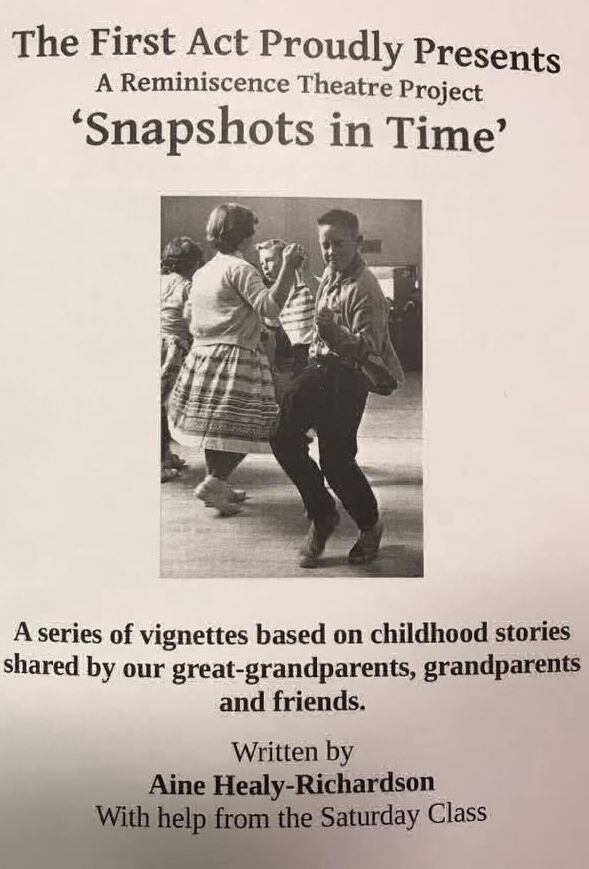 The First Act Proudly Presents
A Reminiscence Theatre Project
‘Snapshots in Time’
A series of vignettes based on childhood stories
shared by our great-grandparents, grandparents
and friends.
Written by
Aine Healy-Richardson
With help from the Saturday Class